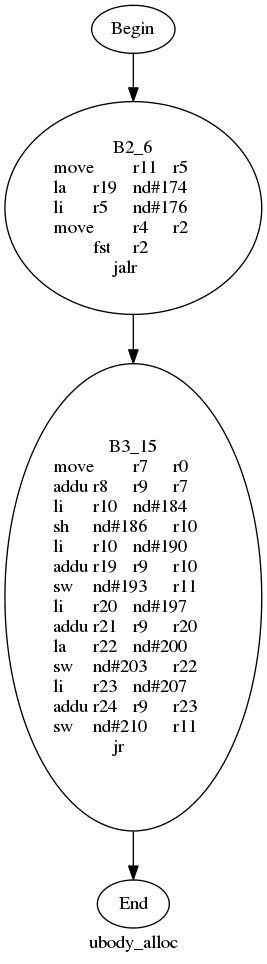 Begin
B2_6
move r11 r5
la r19 nd#174
li r5 nd#176
move r4 r2
fst r2
jalr
B3_15
move r7 r0
addu r8 r9 r7
li r10 nd#184
sh nd#186 r10
li r10 nd#190
addu r19 r9 r10
sw nd#193 r11
li r20 nd#197
addu r21 r9 r20
la r22 nd#200
sw nd#203 r22
li r23 nd#207
addu r24 r9 r23
sw nd#210 r11
jr
End
ubody_alloc